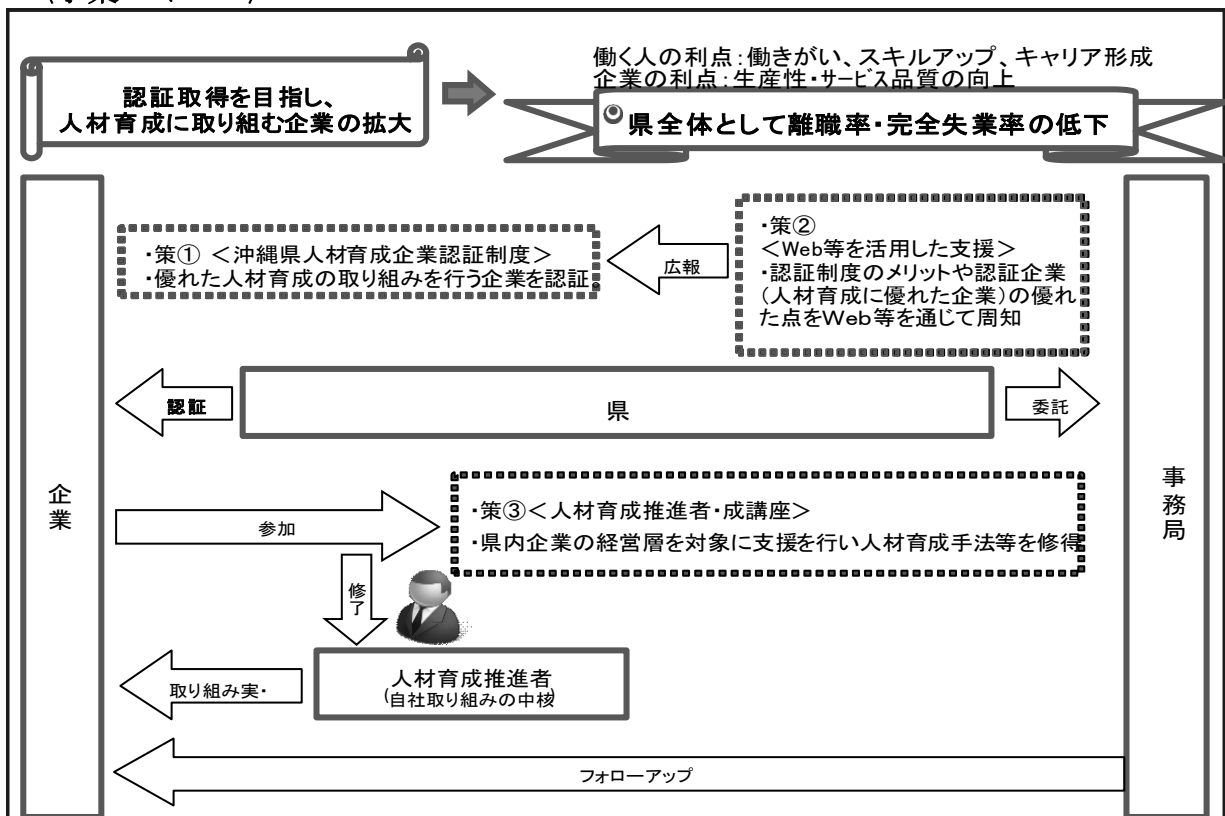 認証取得を目指し、
人材育成に取り組む企業の拡大
働く人の利点:働きがい、スキルアップ、キャリア形成
企業の利点:生産性・サービス品質の向上
県全体として離職率・完全失業率の低下
・策① <沖縄県人材育成企業認証制度>
・優れた人材育成の取り組みを行う企業を認証。
広報
・策②
<Web等を活用した支援>
・認証制度のメリットや認証企業
(人材育成に優れた企業)の優れ
た点をWeb等を通じて周知
認証
県
委託
企業
事務局
参加
・策③<人材育成推進者・成講座>
・県内企業の経営層を対象に支援を行い人材育成手法等を修得
修了
人材育成推進者
(自社取り組みの中核)
取り組み実・
フォローアップ